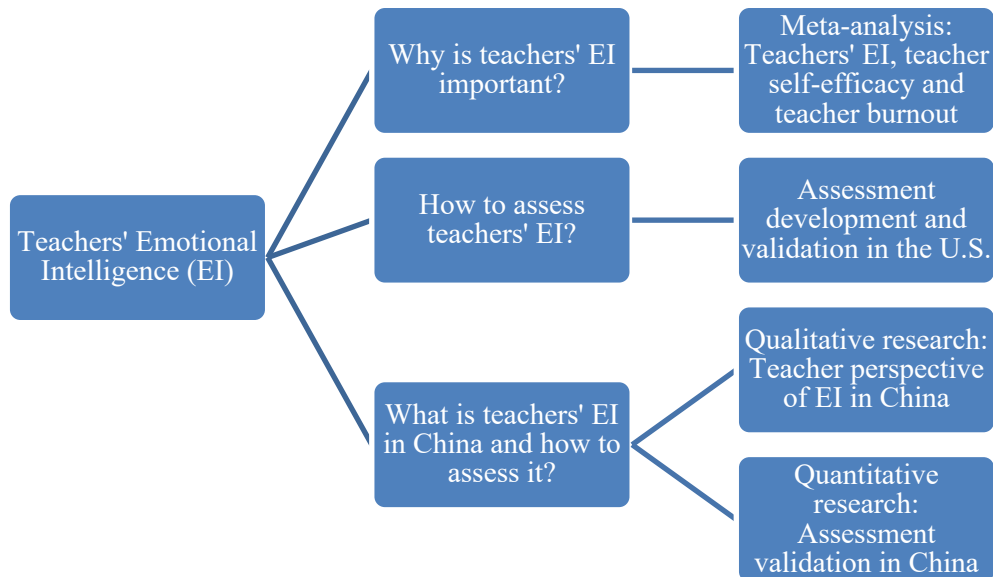 Teachers' Emotional
Intelligence (EI)
Why is teachers' EI
important?
Meta-analysis:
Teachers' EI, teacher
self-efficacy and
teacher burnout
How to assess
teachers' EI?
Assessment
development and
validation in the U.S.
What is teachers' EI
in China and how to
assess it?
Qualitative research:
Teacher perspective
of EI in China
Quantitative
research:
Assessment
validation in China